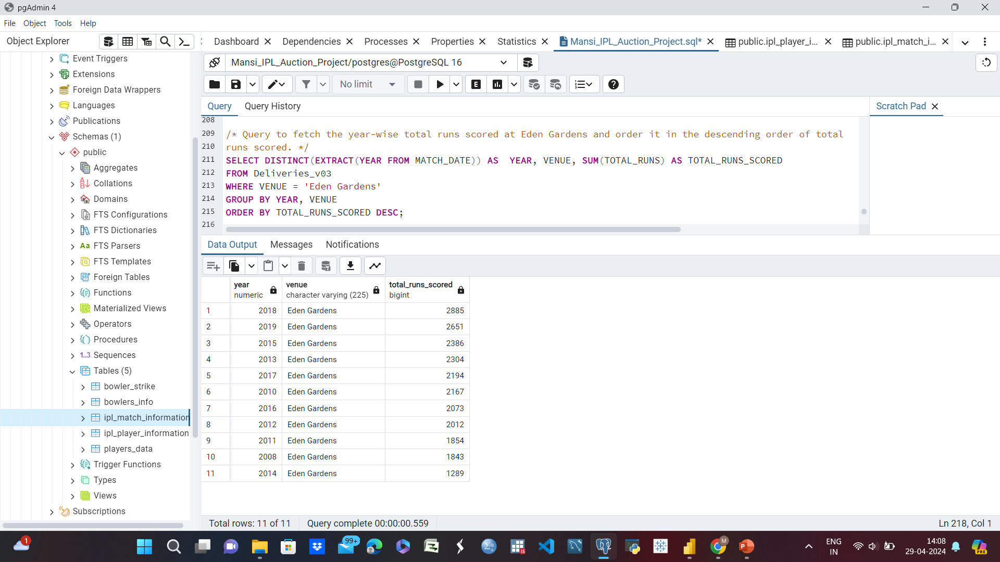 pgAdmin 4
File Object Tools Help
Object Explorer
Dashboard Dependencies Processes Properties Statistics Mansi_IPL_Auction_Project.sql* public.ipl_player_i... public.ipl_match_i...
Mansi_IPL_Auction_Project/postgres@PostgreSQL 16
No limit
E
Query Query History
Scratch Pad
Event Triggers
Extensions
Foreign Data Wrappers
Languages
Publications
Schemas (1)
public
Aggregates
Collations
Domains
FTS Configurations
FTS Dictionaries
Aa FTS Parsers
FTS Templates
Foreign Tables
Functions
Materialized Views
Operators
Procedures
1..3 Sequences
Tables (5)
bowler_strike
bowlers_info
ipl_match_information
ipl_player_information
players_data
Trigger Functions
Types
Views
Subscriptions
208
209 /* Query to fetch the year-wise total runs scored at Eden Gardens and order it in the descending order of total
210 runs scored. */
211 SELECT DISTINCT(EXTRACT(YEAR FROM MATCH_DATE)) AS  YEAR, VENUE, SUM(TOTAL_RUNS) AS TOTAL_RUNS_SCORED
212 FROM Deliveries_v03
213 WHERE VENUE = 'Eden Gardens'
214 GROUP BY YEAR, VENUE
215 ORDER BY TOTAL_RUNS_SCORED DESC;
216
Data Output Messages Notifications
year venue total_runs_scored
numeric character varying (225) bigint
1 2018 Eden Gardens 2885
2 2019 Eden Gardens 2651
3 2015 Eden Gardens 2386
4 2013 Eden Gardens 2304
5 2017 Eden Gardens 2194
6 2010 Eden Gardens 2167
7 2016 Eden Gardens 2073
8 2012 Eden Gardens 2012
9 2011 Eden Gardens 1854
10 2008 Eden Gardens 1843
11 2014 Eden Gardens 1289
Total rows: 11 of 11 Query complete 00:00:00.559 Ln 218, Col 1
1
99+
15
M
P
ENG
IN
14:08
29-04-2024
PRE